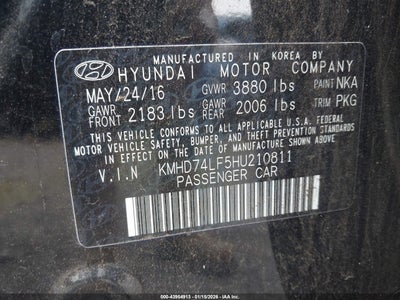 MANUFACTURED IN KOREA BY
HYUNDAI MOTOR COMPANY
MAY/24/16 GVWR 3880 lbs PAINT NKA
GAWR FRONT 2183 lbs GAWR REAR 2006 lbs TRIM PKG
THIS VEHICLE CONFORMS TO ALL APPLICABLE U.S.A. FEDERAL
MOTOR VEHICLE SAFETY, BUMPER, AND THEFT PREVENTION
STANDARDS IN EFFECT ON THE DATE OF MANUFACTURE SHOWN ABOVE.
V.I.N KMHD74LF5HU210811
PASSENGER CAR
000-43954913 - 01/15/2026 - IAA Inc.